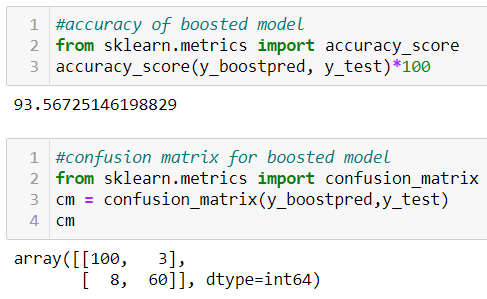 1 #accuracy of boosted model
2 from sklearn.metrics import accuracy_score
3 accuracy_score(y_boostpred, y_test)*100
93.56725146198829
1 #confusion matrix for boosted model
2 from sklearn.metrics import confusion_matrix
3 cm = confusion_matrix(y_boostpred,y_test)
4 cm
array([[100,   3],
       [  8,  60]], dtype=int64)